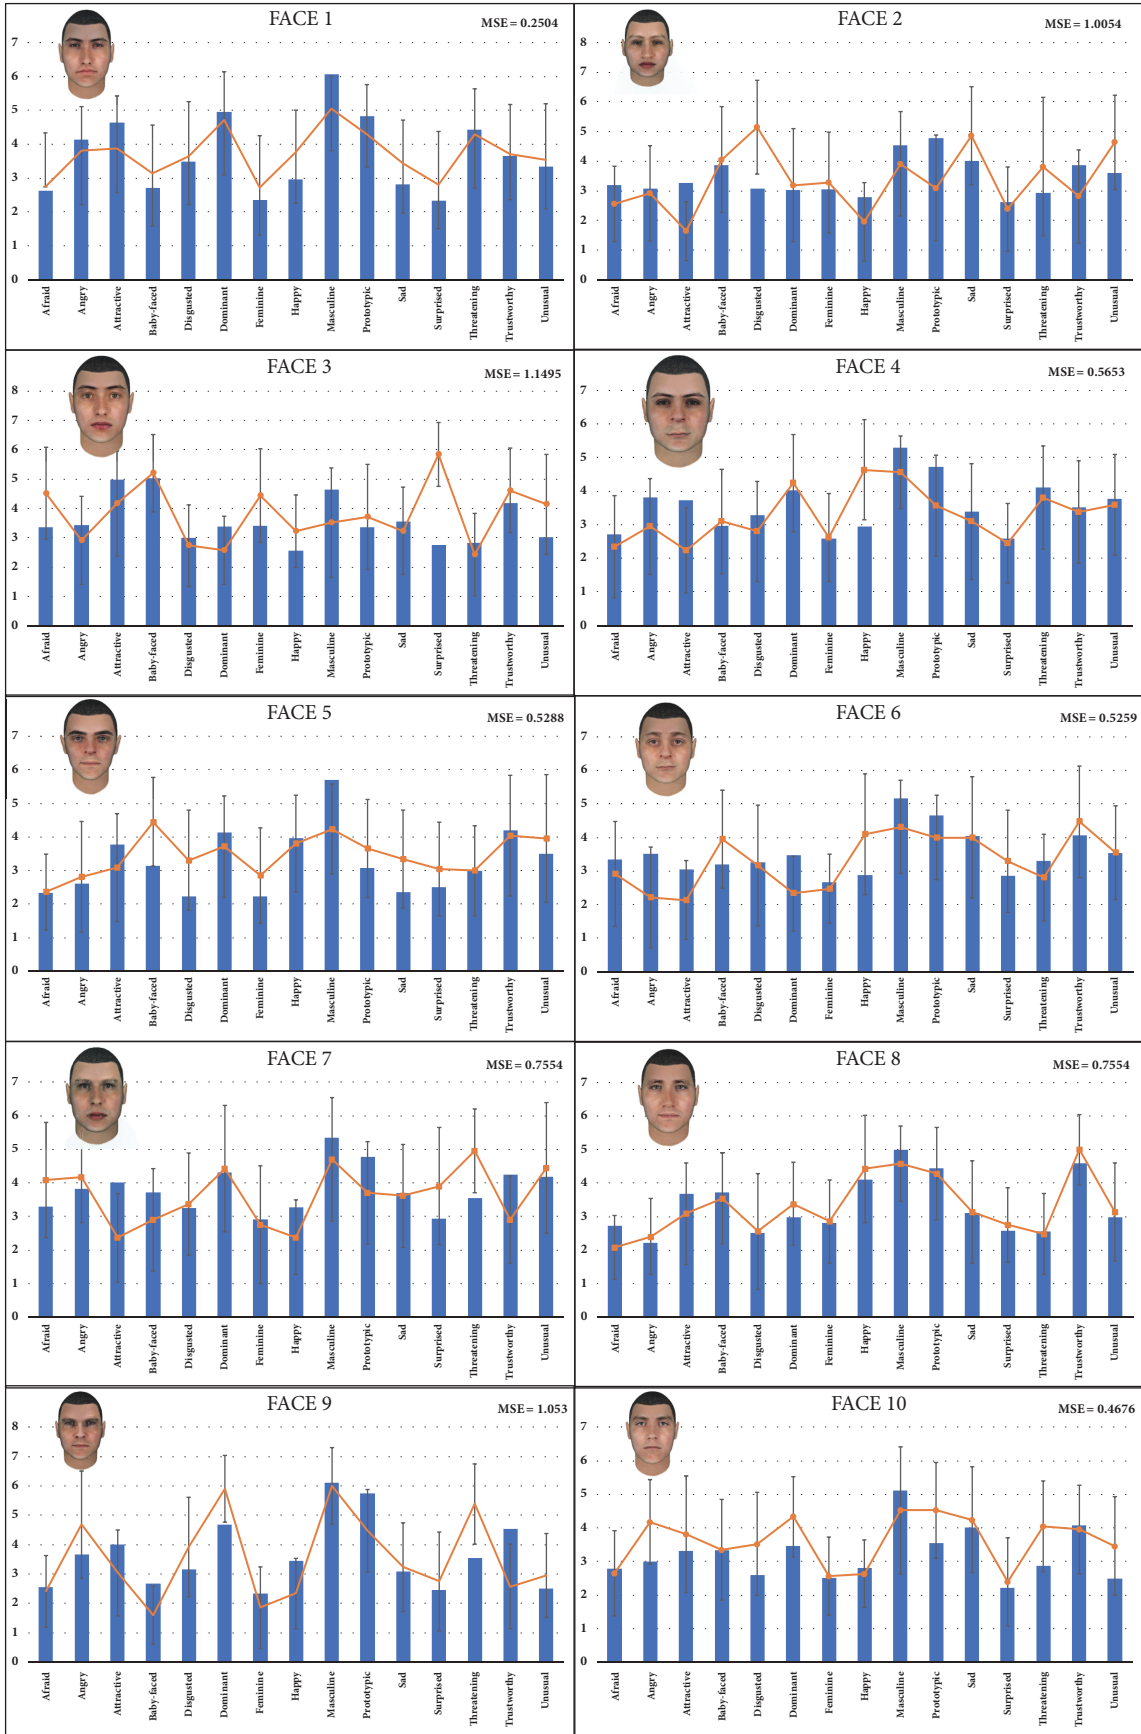 FACE 1
MSE = 0.2504
7
6
5
4
3
2
1
0
Afraid
Angry
Attractive
Baby-faced
Disgusted
Dominant
Feminine
Happy
Masculine
Prototypic
Sad
Surprised
Threatening
Trustworthy
Unusual
FACE 2
MSE = 1.0054
8
7
6
5
4
3
2
1
0
Afraid
Angry
Attractive
Baby-faced
Disgusted
Dominant
Feminine
Happy
Masculine
Prototypic
Sad
Surprised
Threatening
Trustworthy
Unusual
FACE 3
MSE = 1.1495
8
7
6
5
4
3
2
1
0
Afraid
Angry
Attractive
Baby-faced
Disgusted
Dominant
Feminine
Happy
Masculine
Prototypic
Sad
Surprised
Threatening
Trustworthy
Unusual
FACE 4
MSE = 0.5653
7
6
5
4
3
2
1
0
Afraid
Angry
Attractive
Baby-faced
Disgusted
Dominant
Feminine
Happy
Masculine
Prototypic
Sad
Surprised
Threatening
Trustworthy
Unusual
FACE 5
MSE = 0.5288
7
6
5
4
3
2
1
0
Afraid
Angry
Attractive
Baby-faced
Disgusted
Dominant
Feminine
Happy
Masculine
Prototypic
Sad
Surprised
Threatening
Trustworthy
Unusual
FACE 6
MSE = 0.5259
7
6
5
4
3
2
1
0
Afraid
Angry
Attractive
Baby-faced
Disgusted
Dominant
Feminine
Happy
Masculine
Prototypic
Sad
Surprised
Threatening
Trustworthy
Unusual
FACE 7
MSE = 0.7554
7
6
5
4
3
2
1
0
Afraid
Angry
Attractive
Baby-faced
Disgusted
Dominant
Feminine
Happy
Masculine
Prototypic
Sad
Surprised
Threatening
Trustworthy
Unusual
FACE 8
MSE = 0.7554
7
6
5
4
3
2
1
0
Afraid
Angry
Attractive
Baby-faced
Disgusted
Dominant
Feminine
Happy
Masculine
Prototypic
Sad
Surprised
Threatening
Trustworthy
Unusual
FACE 9
MSE = 1.053
8
7
6
5
4
3
2
1
0
Afraid
Angry
Attractive
Baby-faced
Disgusted
Dominant
Feminine
Happy
Masculine
Prototypic
Sad
Surprised
Threatening
Trustworthy
Unusual
FACE 10
MSE = 0.4676
7
6
5
4
3
2
1
0
Afraid
Angry
Attractive
Baby-faced
Disgusted
Dominant
Feminine
Happy
Masculine
Prototypic
Sad
Surprised
Threatening
Trustworthy
Unusual